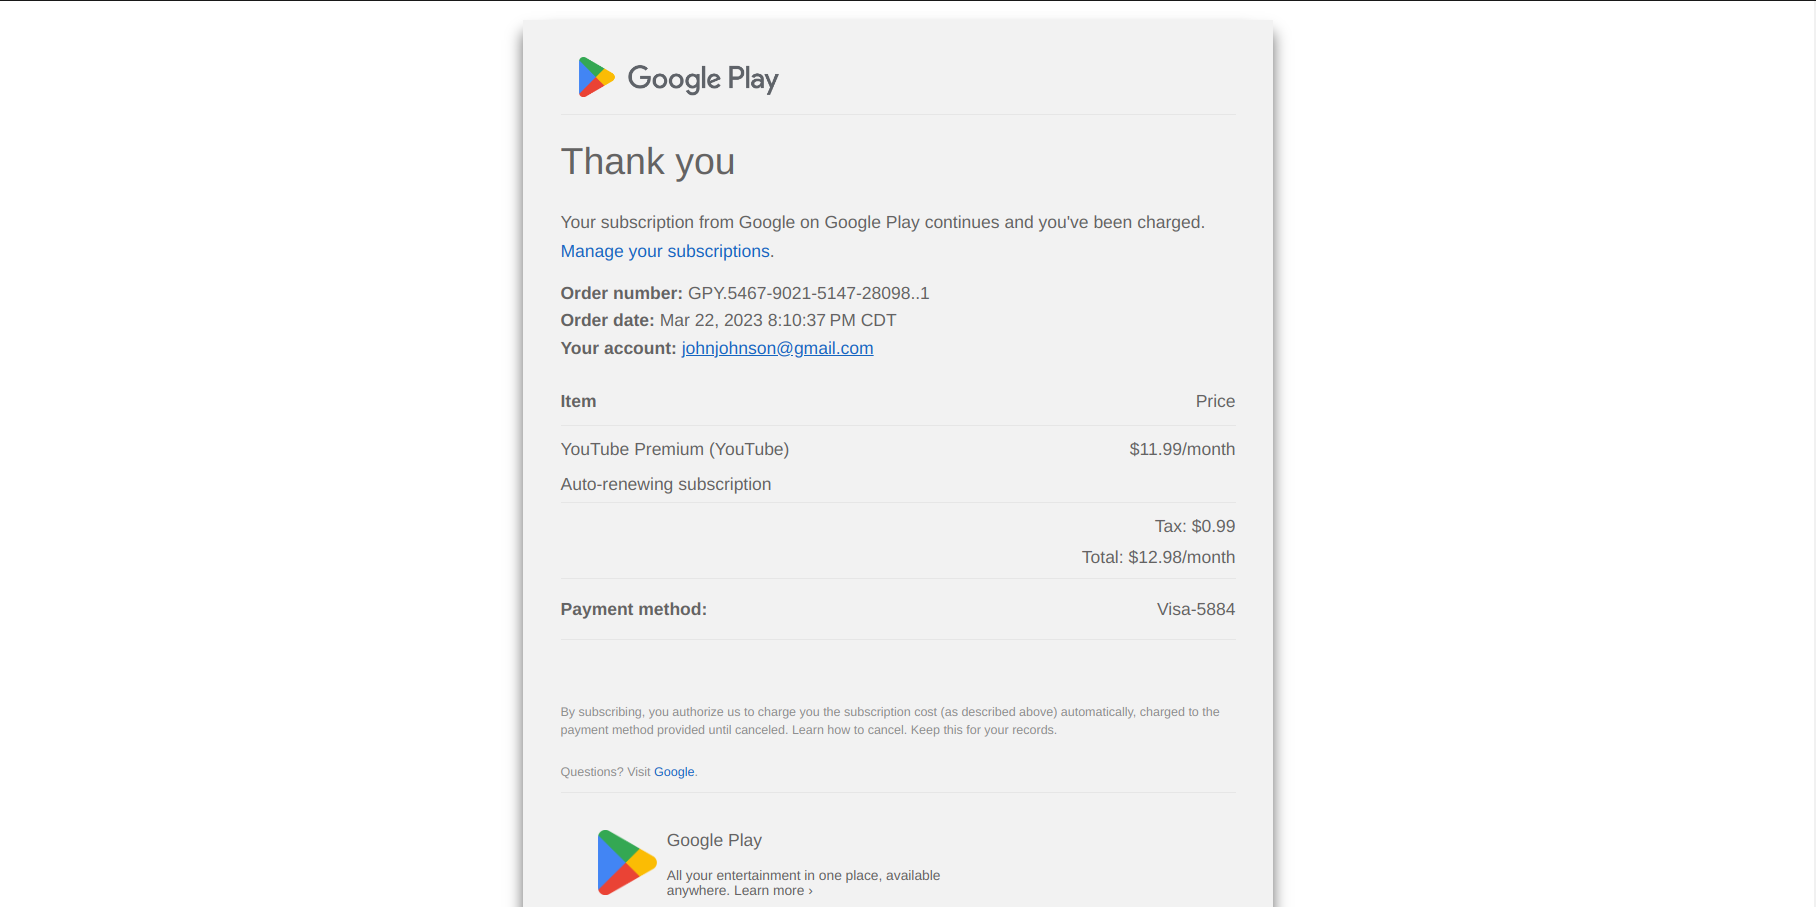 Google Play
Thank you
Your subscription from Google on Google Play continues and you've been charged.
Manage your subscriptions.
Order number: GPY.5467-9021-5147-28098..1
Order date: Mar 22, 2023 8:10:37 PM CDT
Your account: johnjohnson@gmail.com
Item Price
YouTube Premium (YouTube) $11.99/month
Auto-renewing subscription
Tax: $0.99
Total: $12.98/month
Payment method: Visa-5884
By subscribing, you authorize us to charge you the subscription cost (as described above) automatically, charged to the
payment method provided until canceled. Learn how to cancel. Keep this for your records.
Questions? Visit Google.
Google Play
All your entertainment in one place, available
anywhere. Learn more ›